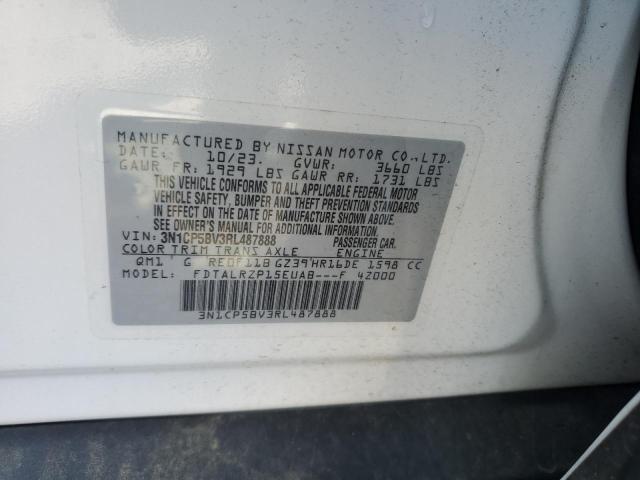 MANUFACTURED BY NISSAN MOTOR CO.,LTD.
DATE: 10/23. GVWR: 3660 LBS
GAWR FR: 1929 LBS GAWR RR: 1731 LBS
THIS VEHICLE CONFORMS TO ALL APPLICABLE FEDERAL MOTOR
VEHICLE SAFETY, BUMPER AND THEFT PREVENTION STANDARDS IN
EFFECT ON THE DATE OF MANUFACTURE SHOWN ABOVE.
SEE OWNER'S MANUAL FOR FURTHER INFORMATION.
VIN: 3N1CP5BV3RL487888 PASSENGER CAR.
COLOR TRIM TRANS AXLE ENGINE
QM1 G RE0F11B GZ39 HR16DE 1598 CC
MODEL: FDTALRZP15EUAB---F 42000
3N1CP5BV3RL487888